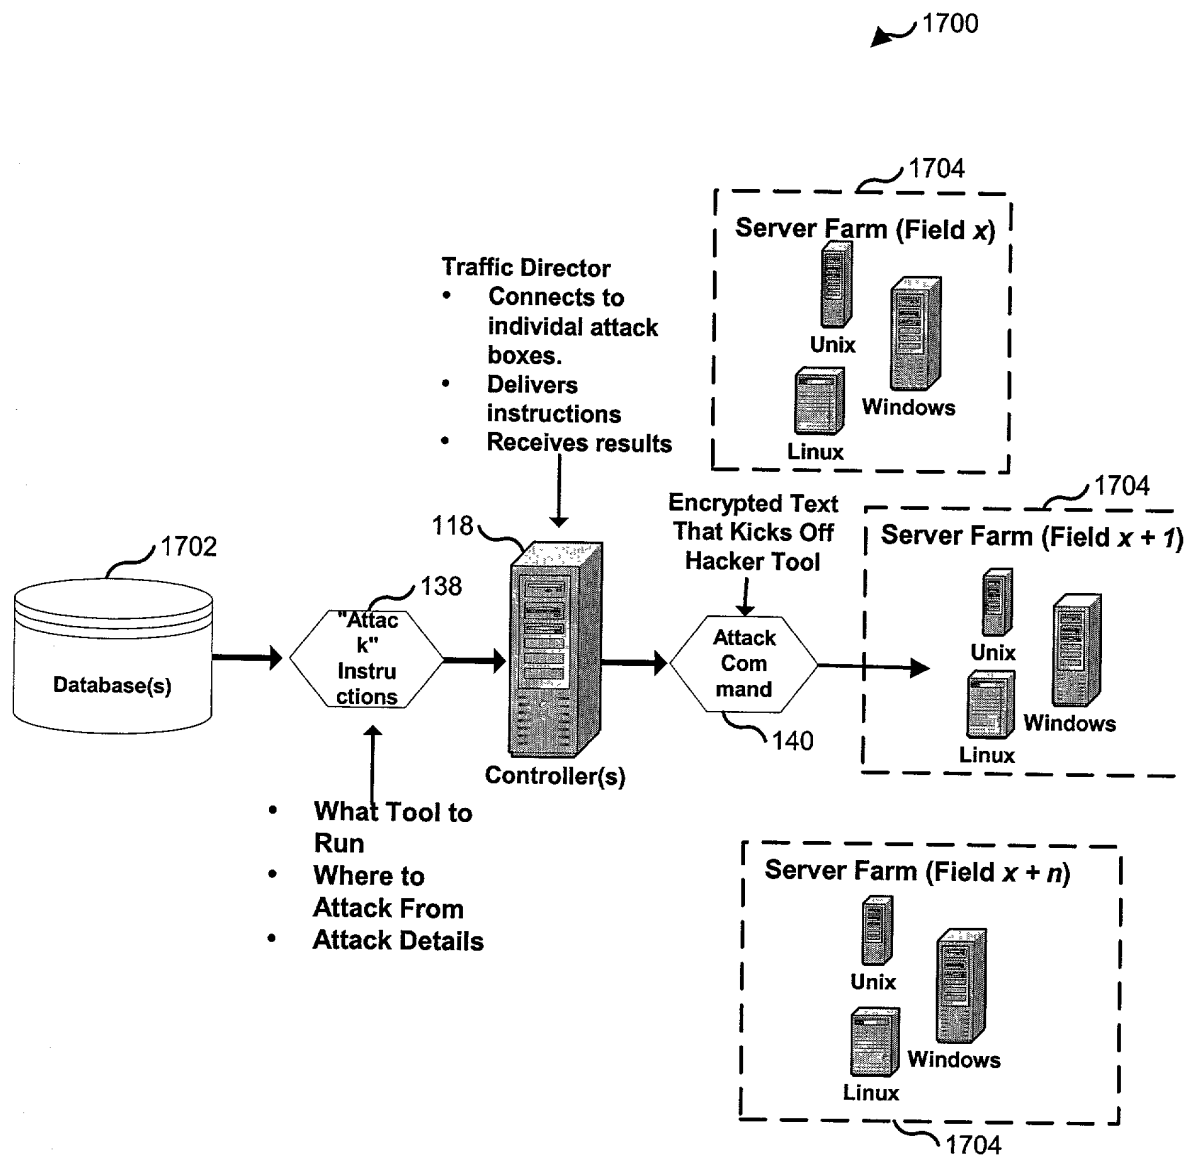 1700
1704
Server Farm (Field x)
Unix
Windows
Linux
Traffic Director
• Connects to
individal attack
boxes.
• Delivers
instructions
• Receives results
1704
Server Farm (Field x + 1)
Unix
Windows
Linux
Encrypted Text
That Kicks Off
Hacker Tool
118
1702
138
Database(s)
"Attac
k"
Instru
ctions
Controller(s)
Attack
Com
mand
140
• What Tool to
Run
• Where to
Attack From
• Attack Details
Server Farm (Field x + n)
Unix
Windows
Linux
1704